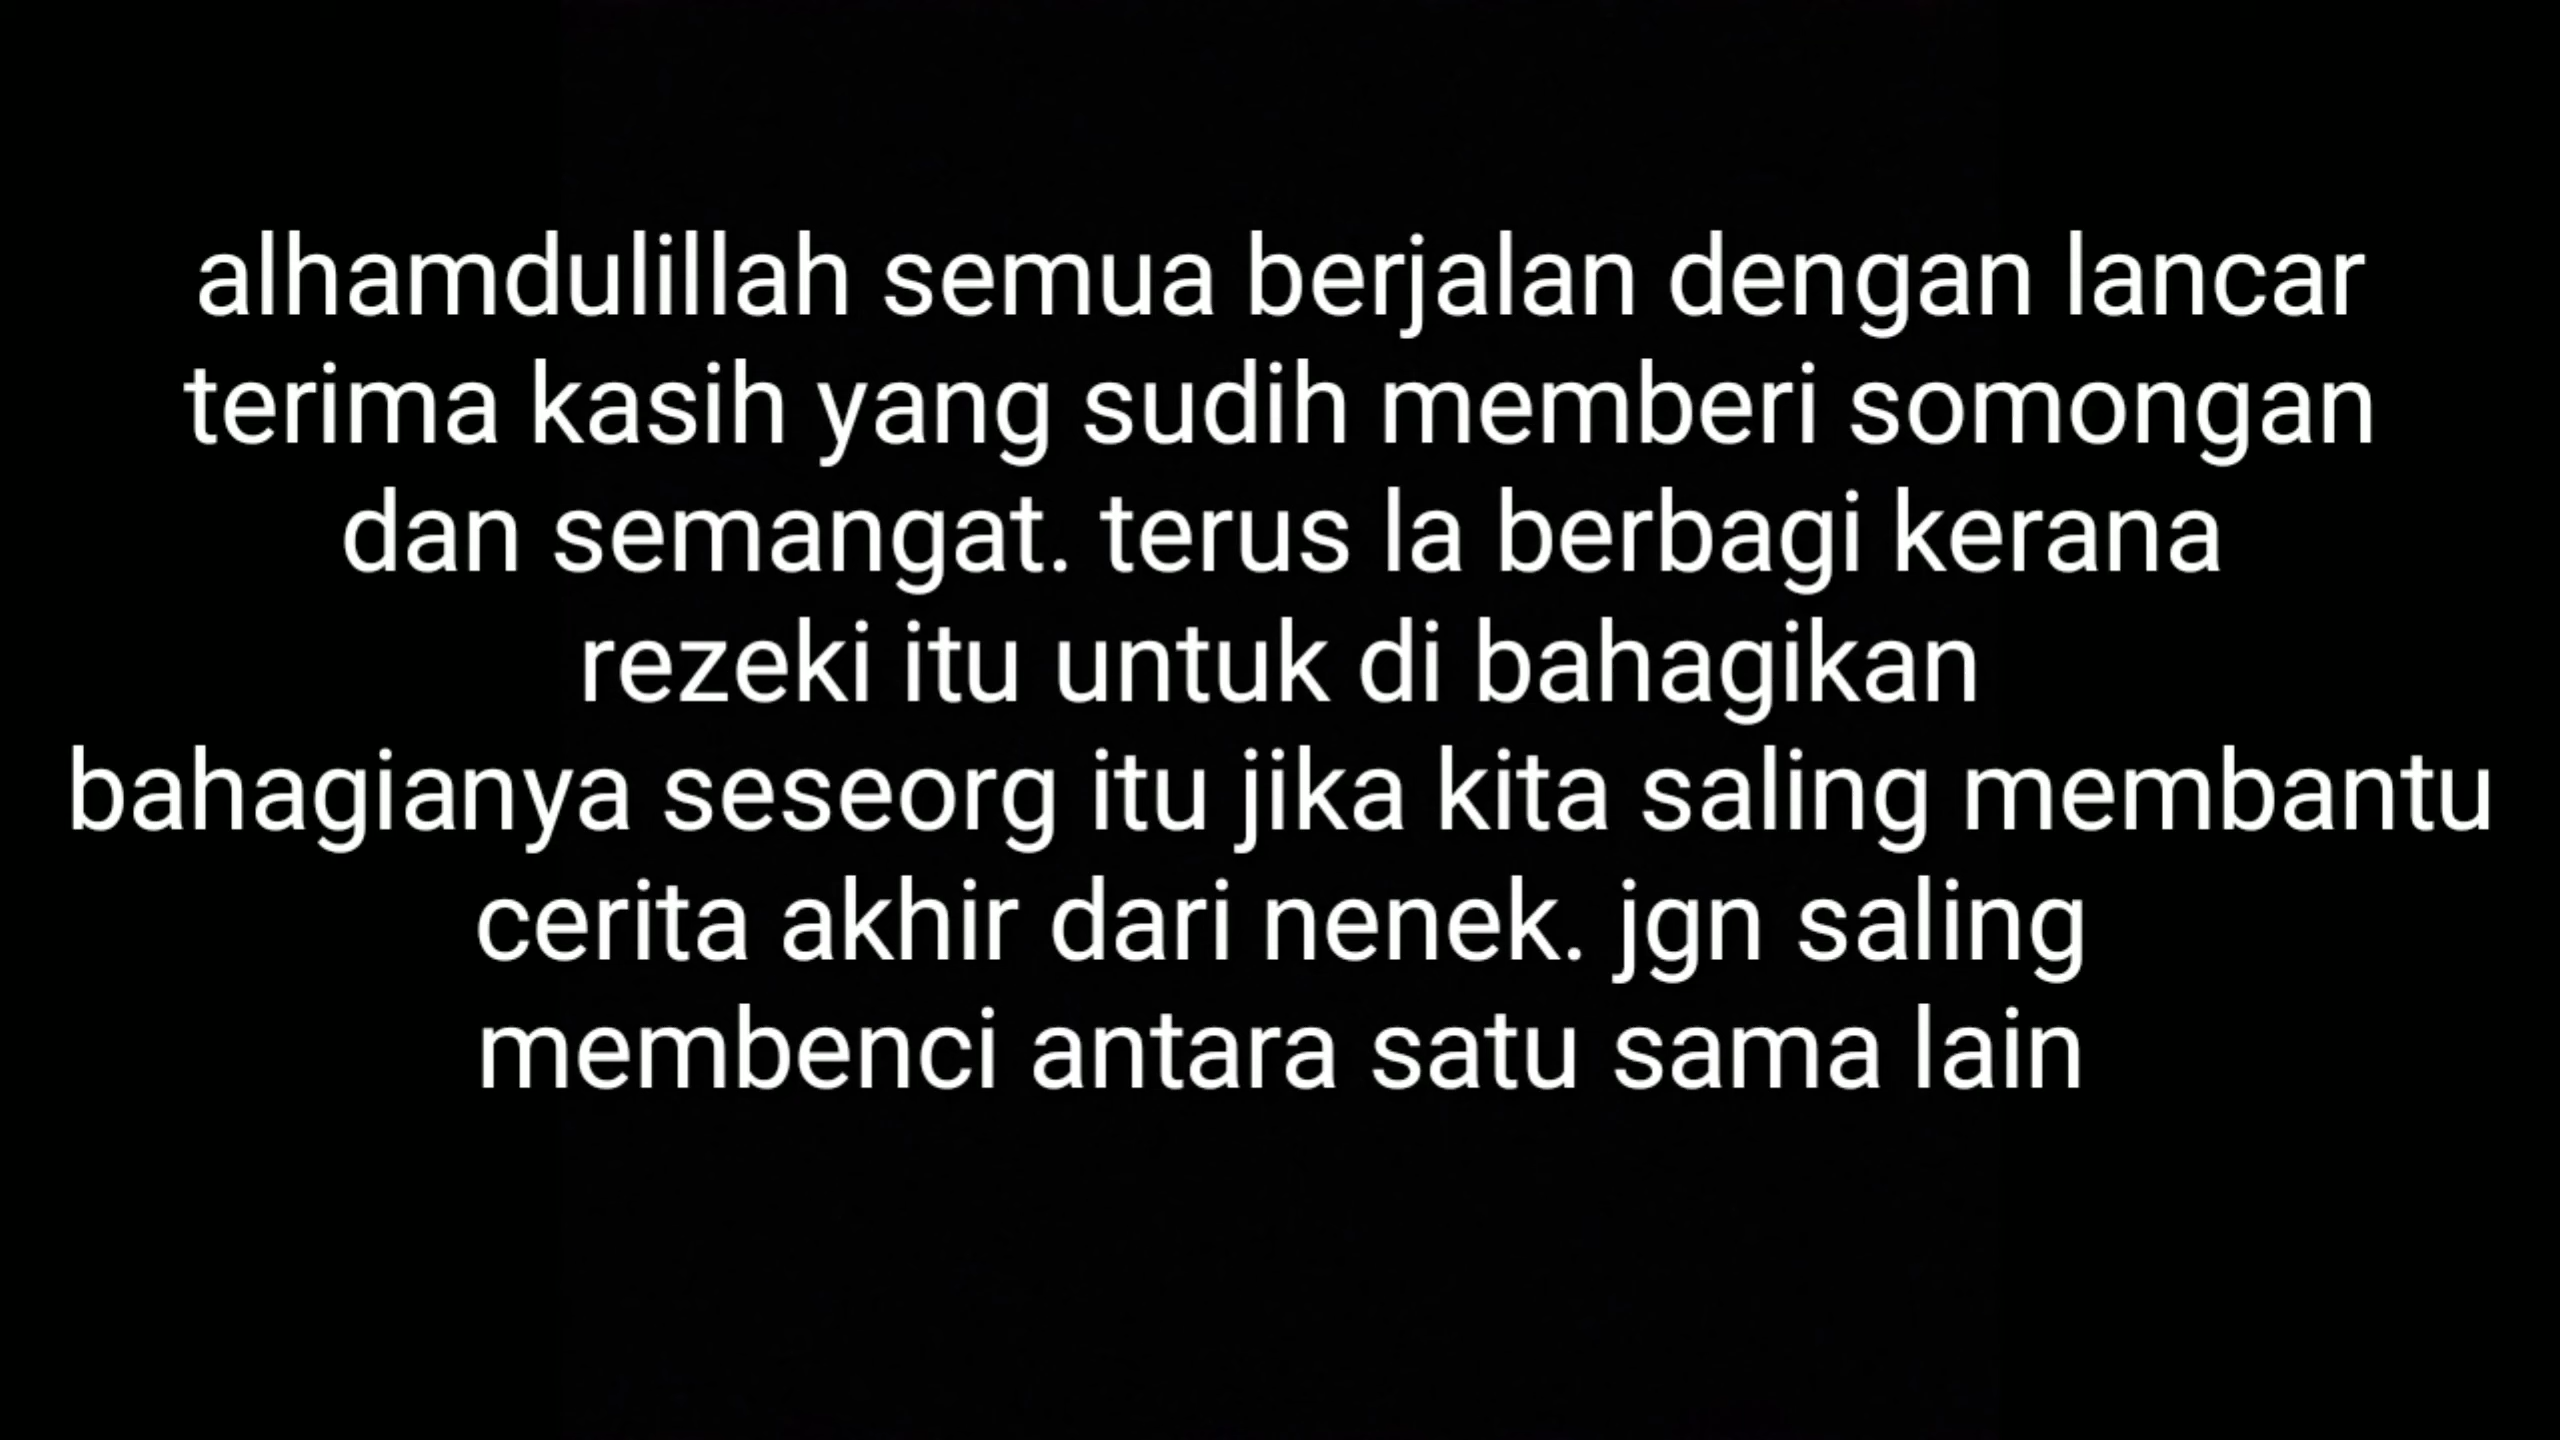 alhamdulillah semua berjalan dengan lancar
terima kasih yang sudih memberi somongan
dan semangat. terus la berbagi kerana
rezeki itu untuk di bahagikan
bahagianya seseorg itu jika kita saling membantu
cerita akhir dari nenek. jgn saling
membenci antara satu sama lain